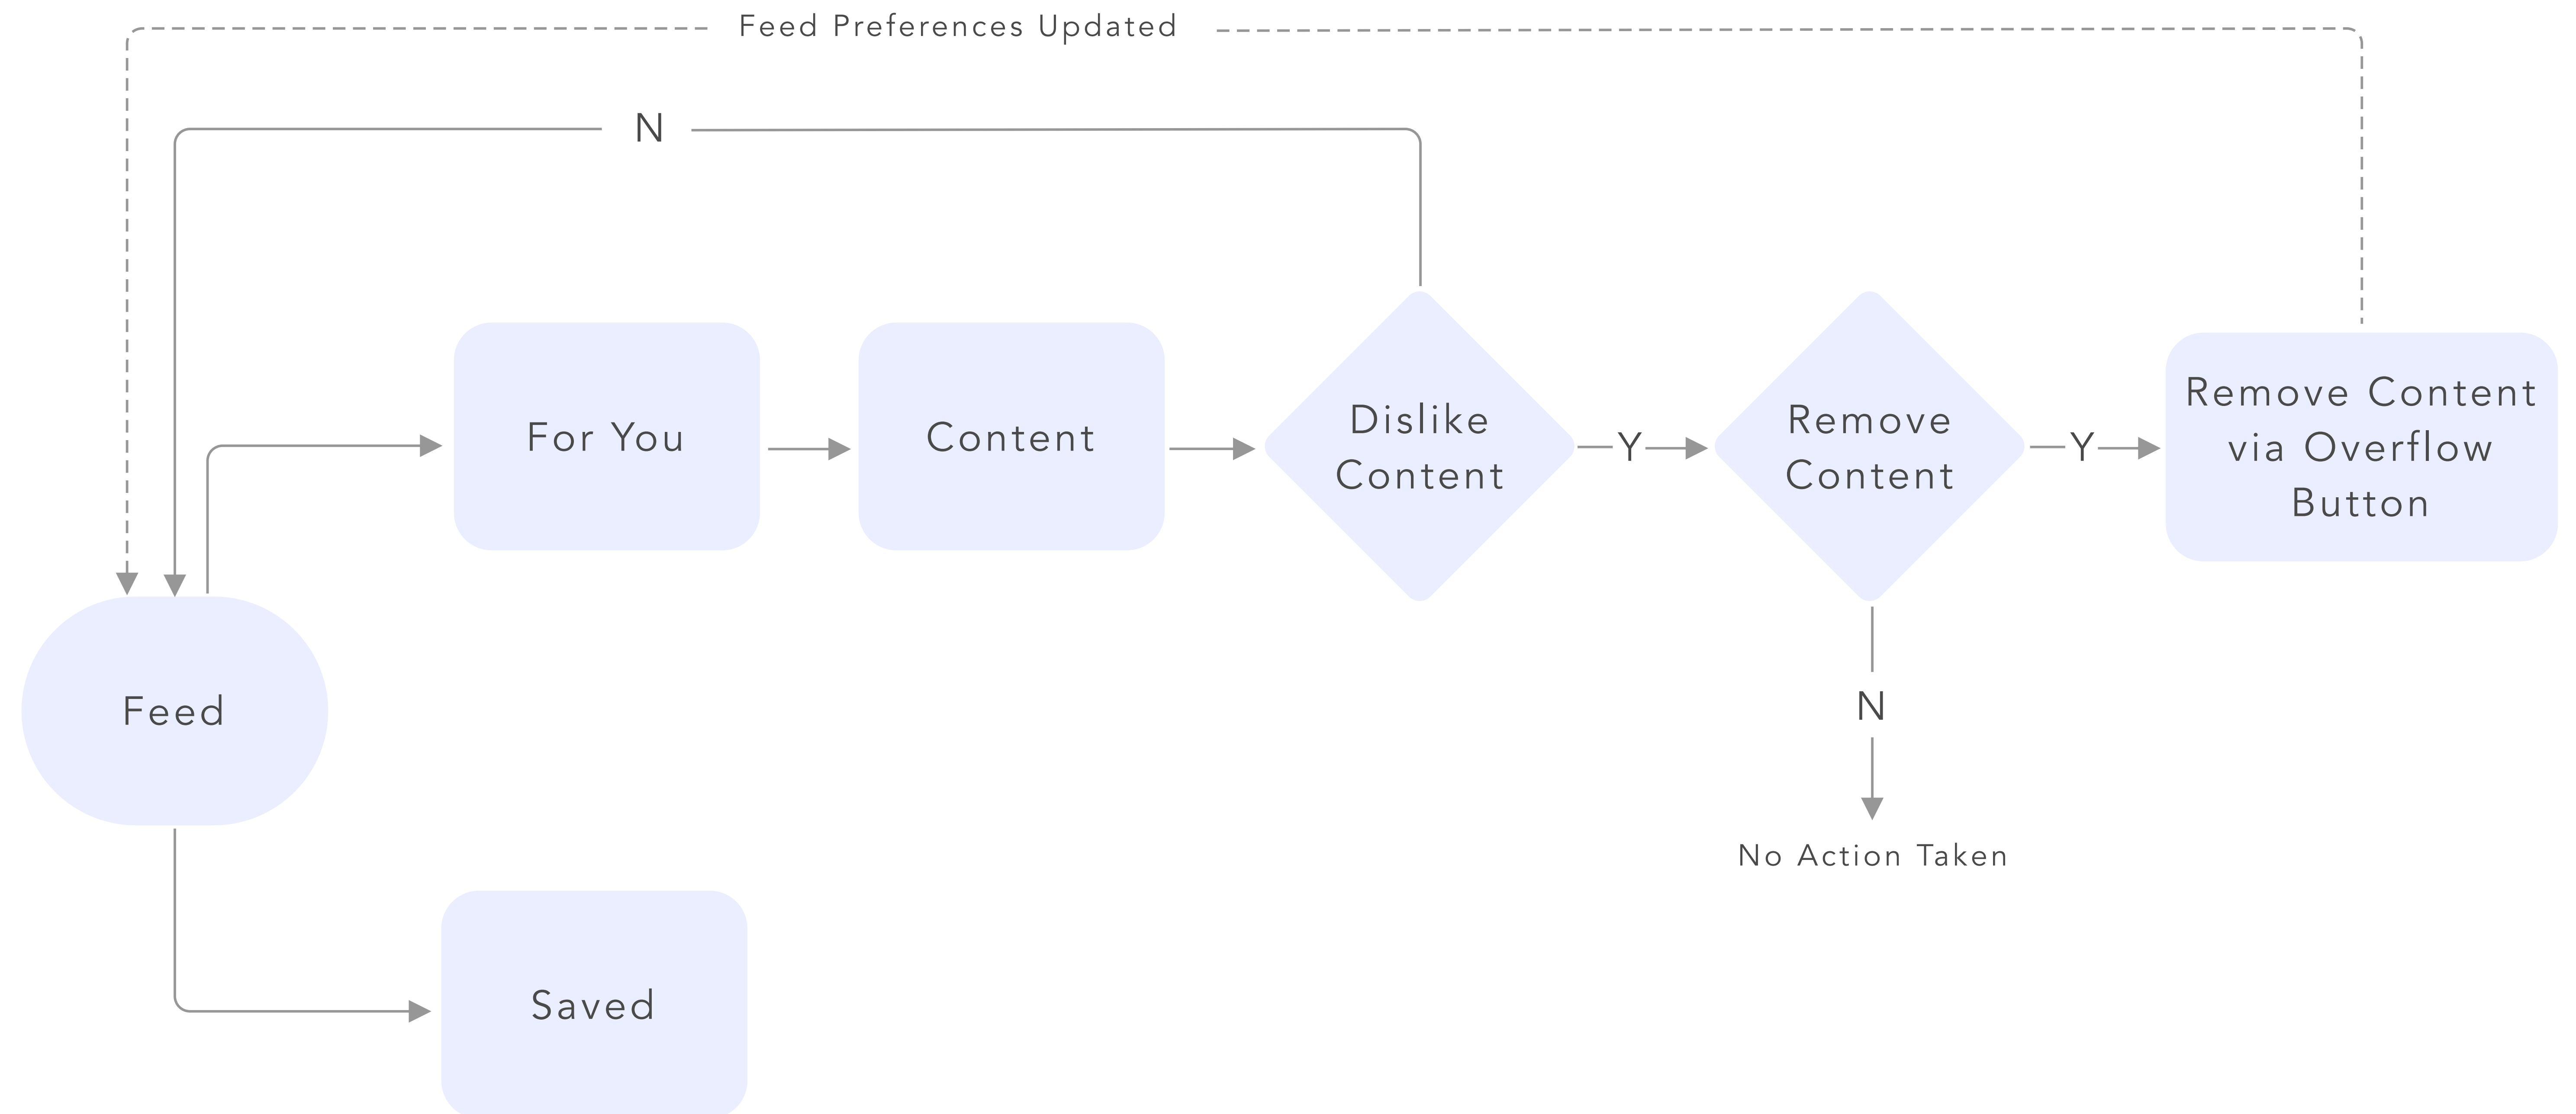 Feed Preferences Updated
N
For You
Content
Dislike
Content
Y
Remove
Content
Y
Remove Content
via Overflow
Button
Feed
N
No Action Taken
Saved